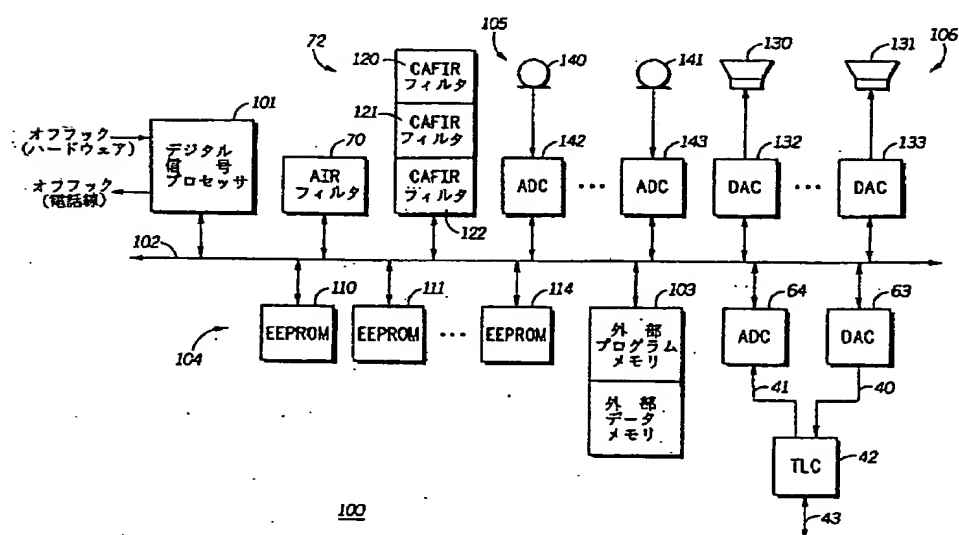 105
106
130
131
72
120
CAFIR
フィルタ
140
141
101
121
CAFIR
フィルタ
オフラック
(ハードウェア)
デジタル
信 号
プロセッサ
70
142
143
132
133
AIR
フィルタ
CAFIR
フィルタ
ADC
•••
ADC
DAC
•••
DAC
オフフック
(電話線)
122
102
110
111
114
103
64
63
104
EEPROM
EEPROM
•••
EEPROM
外 部
プログラム
メモリ
ADC
DAC
41
40
外 部
データ
メモリ
TLC
42
100
43